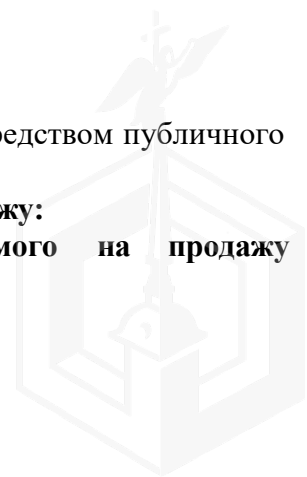 редством публичного
жу:
мого на продажу